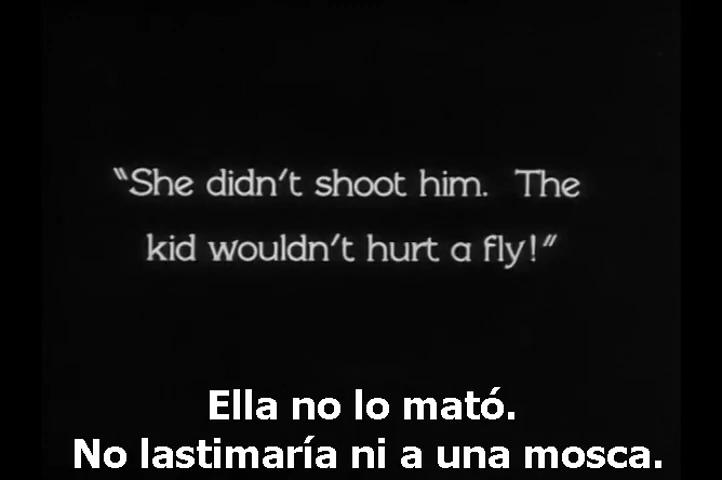 "She didn't shoot him. The
kid wouldn't hurt a fly!"
Ella no lo mató.
No lastimaría ni a una mosca.